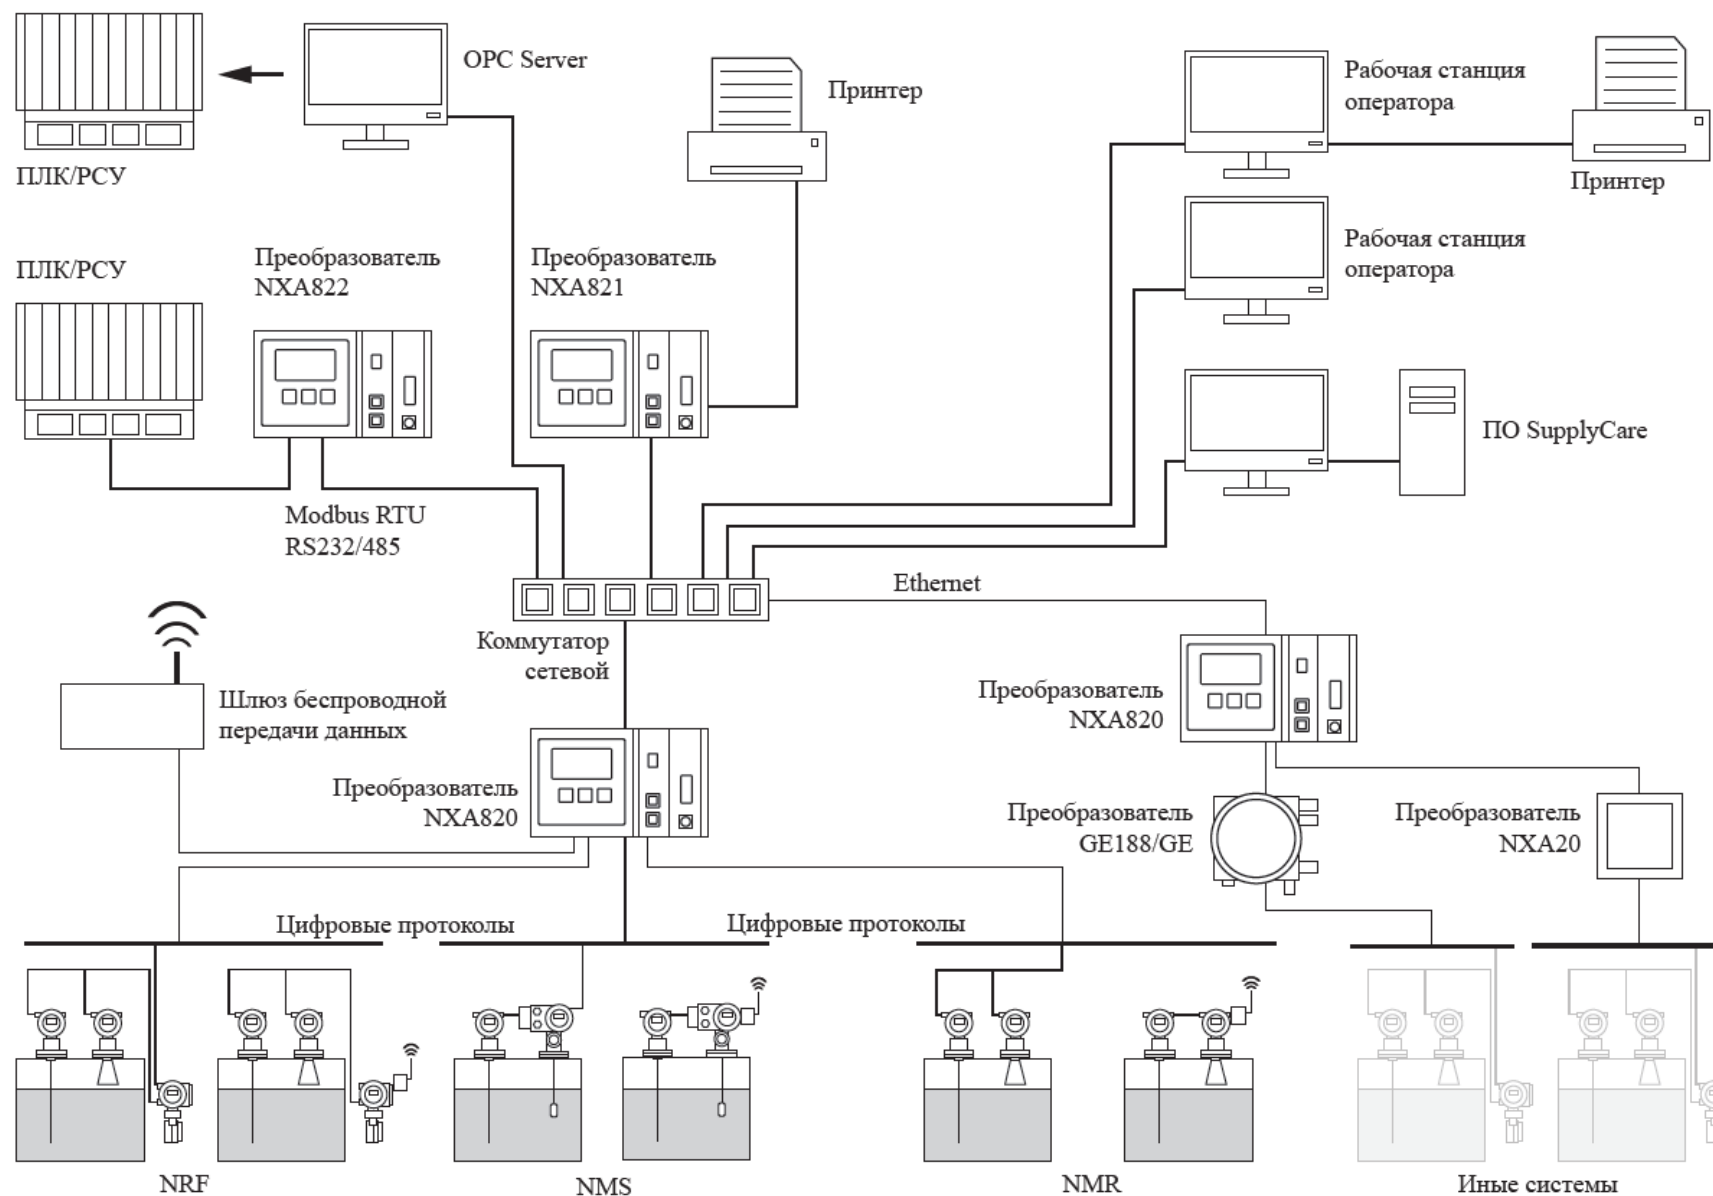 OPC Server
Принтер
Рабочая станция
оператора
ПЛК/РСУ
Принтер
ПЛК/РСУ
Преобразователь
NXA822
Преобразователь
NXA821
Рабочая станция
оператора
ПО SupplyCare
Modbus RTU
RS232/485
Ethernet
Коммутатор
сетевой
Шлюз беспроводной
передачи данных
Преобразователь
NXA820
Преобразователь
NXA820
Преобразователь
GE188/GE
Преобразователь
NXA20
Цифровые протоколы
Цифровые протоколы
NRF
NMS
NMR
Иные системы